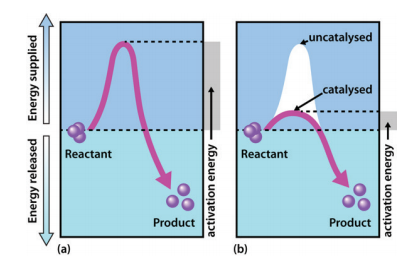 Energy supplied
Energy released
Reactant
Product
activation energy
(a)
uncatalysed
catalysed
Reactant
Product
activation energy
(b)